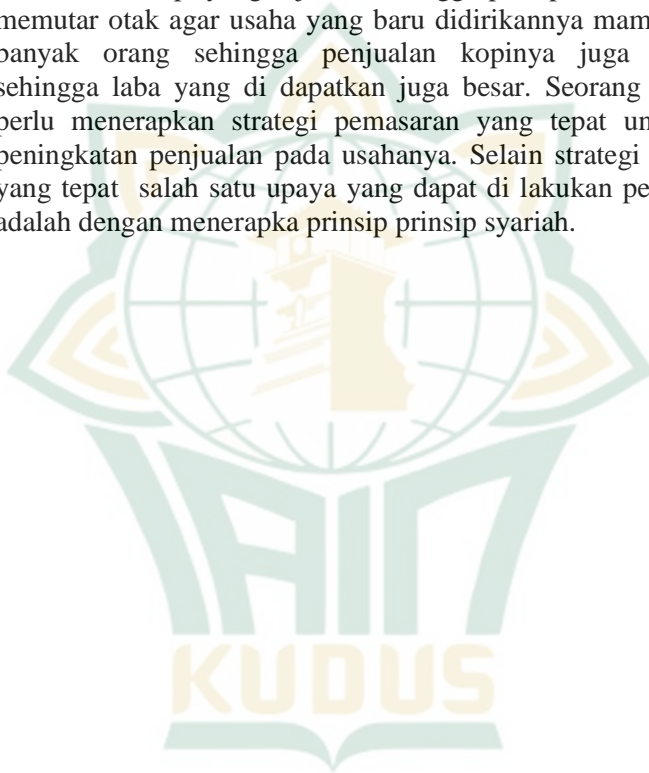 memutar otak agar usaha yang baru didirikannya mam
banyak orang sehingga penjualan kopinya juga
sehingga laba yang di dapatkan juga besar. Seorang
perlu menerapkan strategi pemasaran yang tepat un
peningkatan penjualan pada usahanya. Selain strategi
yang tepat salah satu upaya yang dapat di lakukan pe
adalah dengan menerapka prinsip prinsip syariah.
IAIN
KUDUS